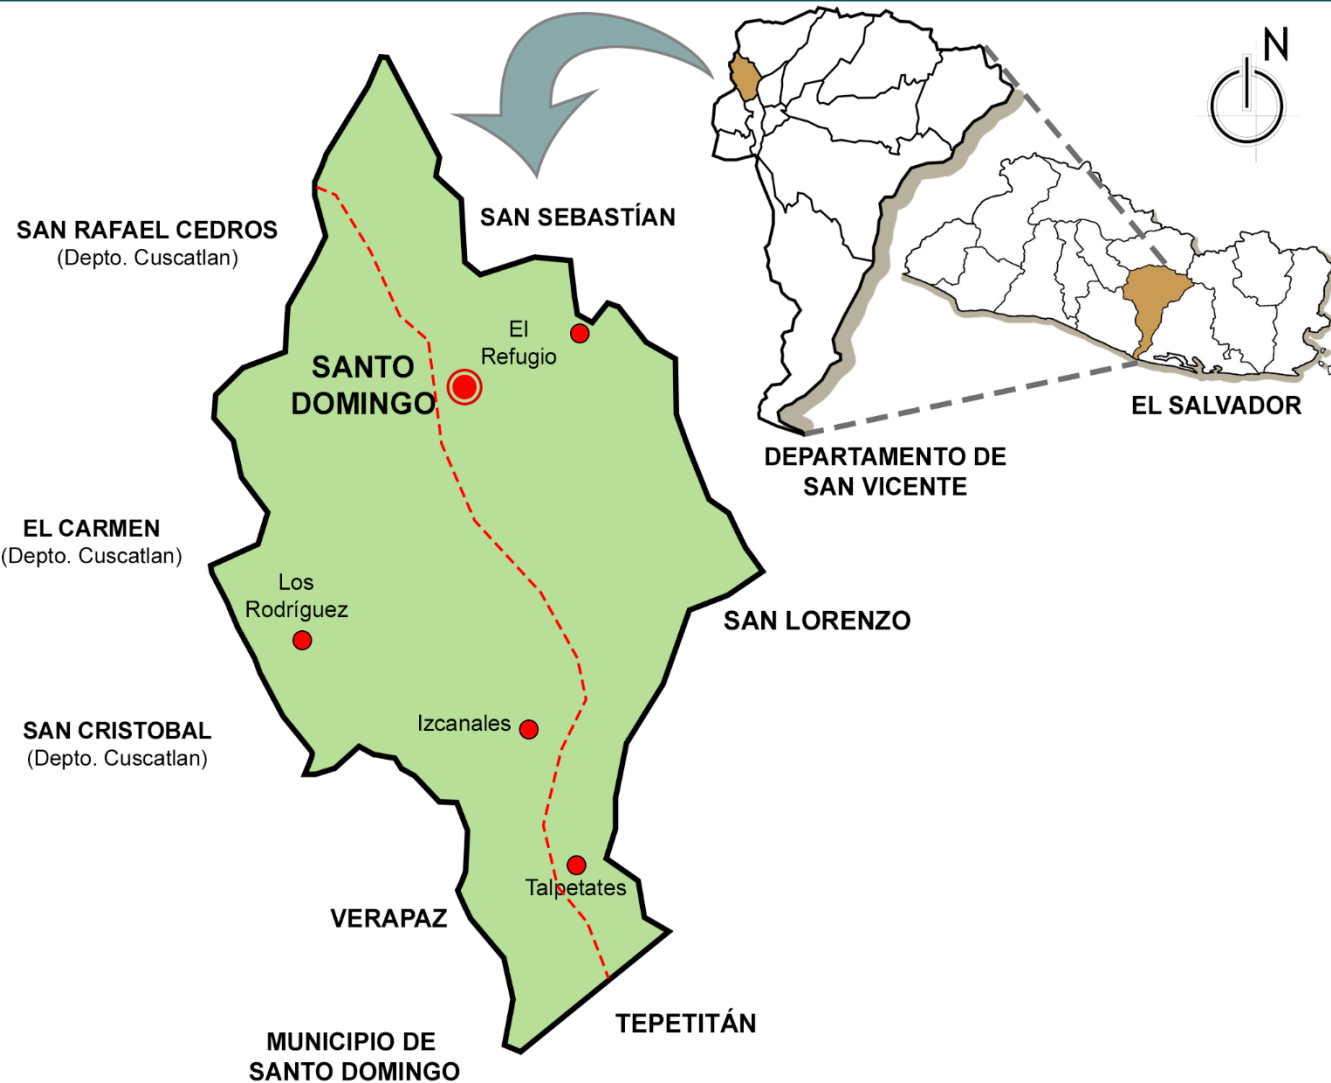 N
SAN RAFAEL CEDROS
(Depto. Cuscatlan)
SAN SEBASTÍAN
El
Refugio
SANTO
DOMINGO
EL SALVADOR
DEPARTAMENTO DE
SAN VICENTE
EL CARMEN
(Depto. Cuscatlan)
Los
Rodríguez
SAN LORENZO
SAN CRISTOBAL
(Depto. Cuscatlan)
Izcanales
Talpetates
VERAPAZ
TEPETITÁN
MUNICIPIO DE
SANTO DOMINGO